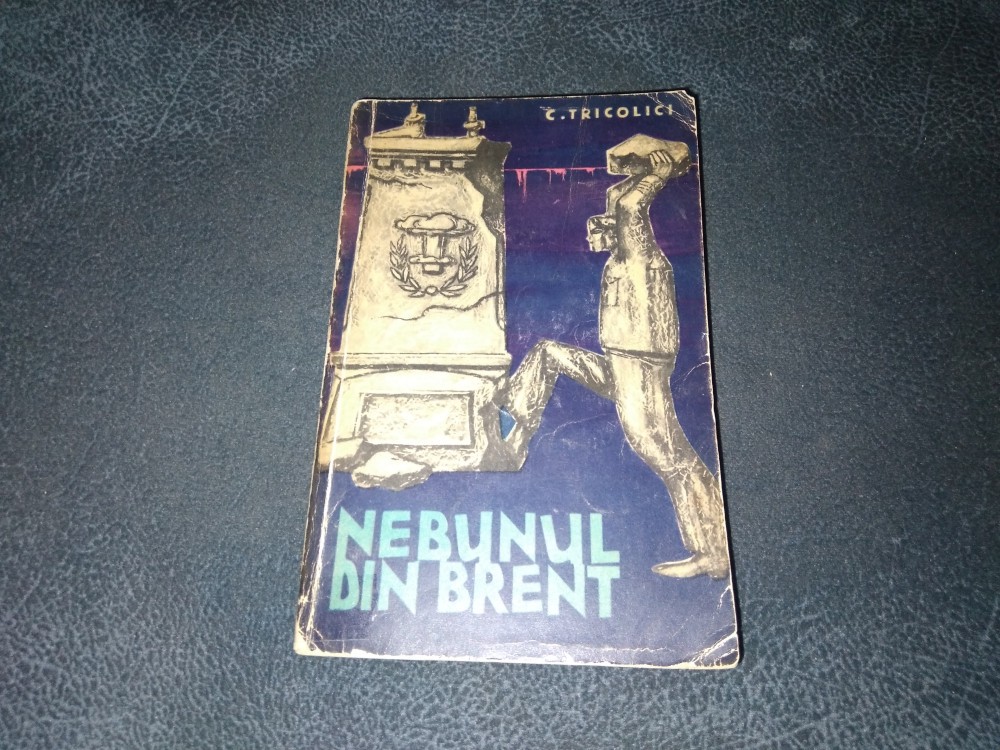 C. TRICOLICI
NEBUNUL
DIN BRENT